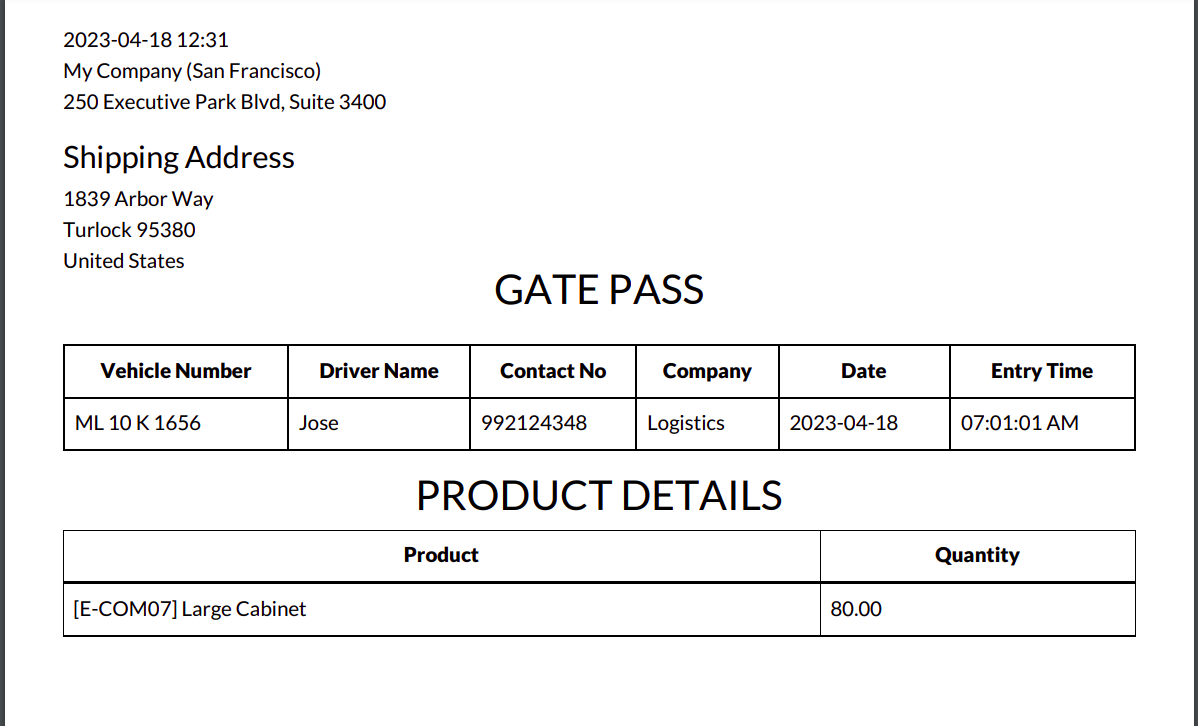 2023-04-18 12:31
My Company (San Francisco)
250 Executive Park Blvd, Suite 3400
Shipping Address
1839 Arbor Way
Turlock 95380
United States
GATE PASS
Vehicle Number Driver Name Contact No Company Date Entry Time
ML 10 K 1656 Jose 992124348 Logistics 2023-04-18 07:01:01 AM
PRODUCT DETAILS
Product Quantity
[E-COM07] Large Cabinet 80.00